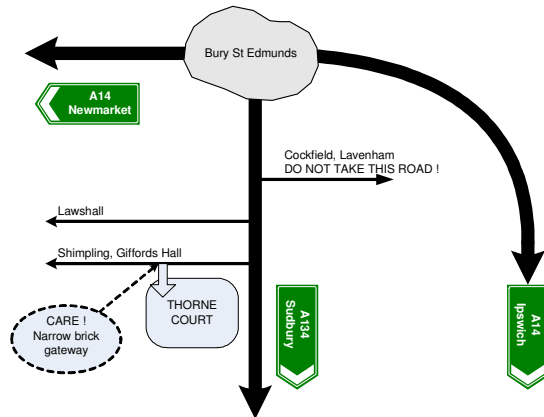 Bury St Edmunds
A14
Newmarket
Cockfield, Lavenham
DO NOT TAKE THIS ROAD !
Lawshall
Shimpling, Giffords Hall
CARE !
Narrow brick
gateway
THORNE
COURT
A134
Sudbury
A14
Ipswich